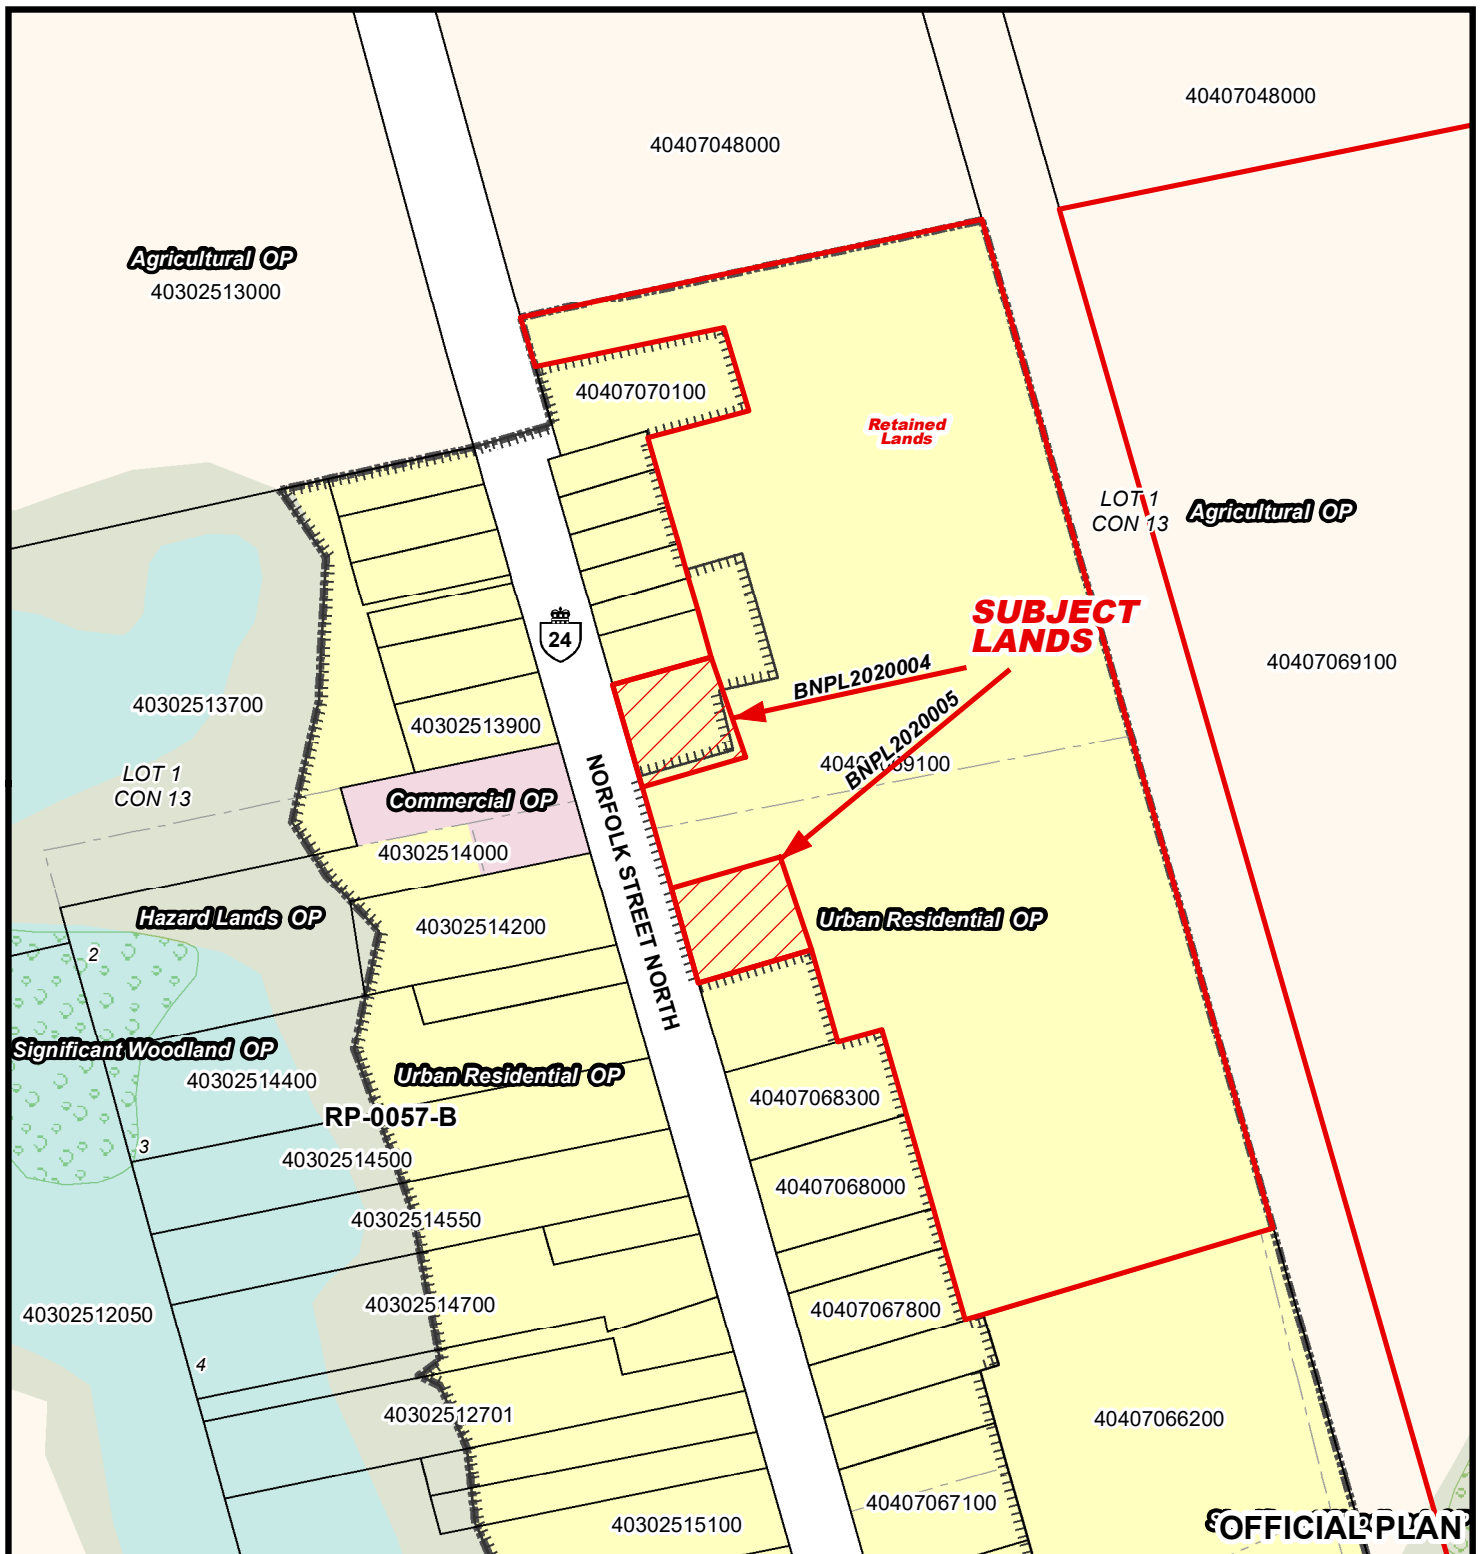 40407048000
40407048000
Agricultural OP
40302513000
40407070100
Retained
Lands
LOT 1
CON 13
Agricultural OP
SUBJECT
LANDS
24
40407069100
BNPL2020004
40302513700
40302513900
BNPL2020005
LOT 1
CON 13
Commercial OP
NORFOLK STREET NORTH
40302514000
Hazard Lands OP
40302514200
Urban Residential OP
2
Significant Woodland OP
40302514400
Urban Residential OP
40407068300
RP-0057-B
3
40302514500
40407068000
40302514550
40302514700
40407067800
40302512050
4
40302512701
40407066200
40407067100
40302515100
OFFICIAL PLAN